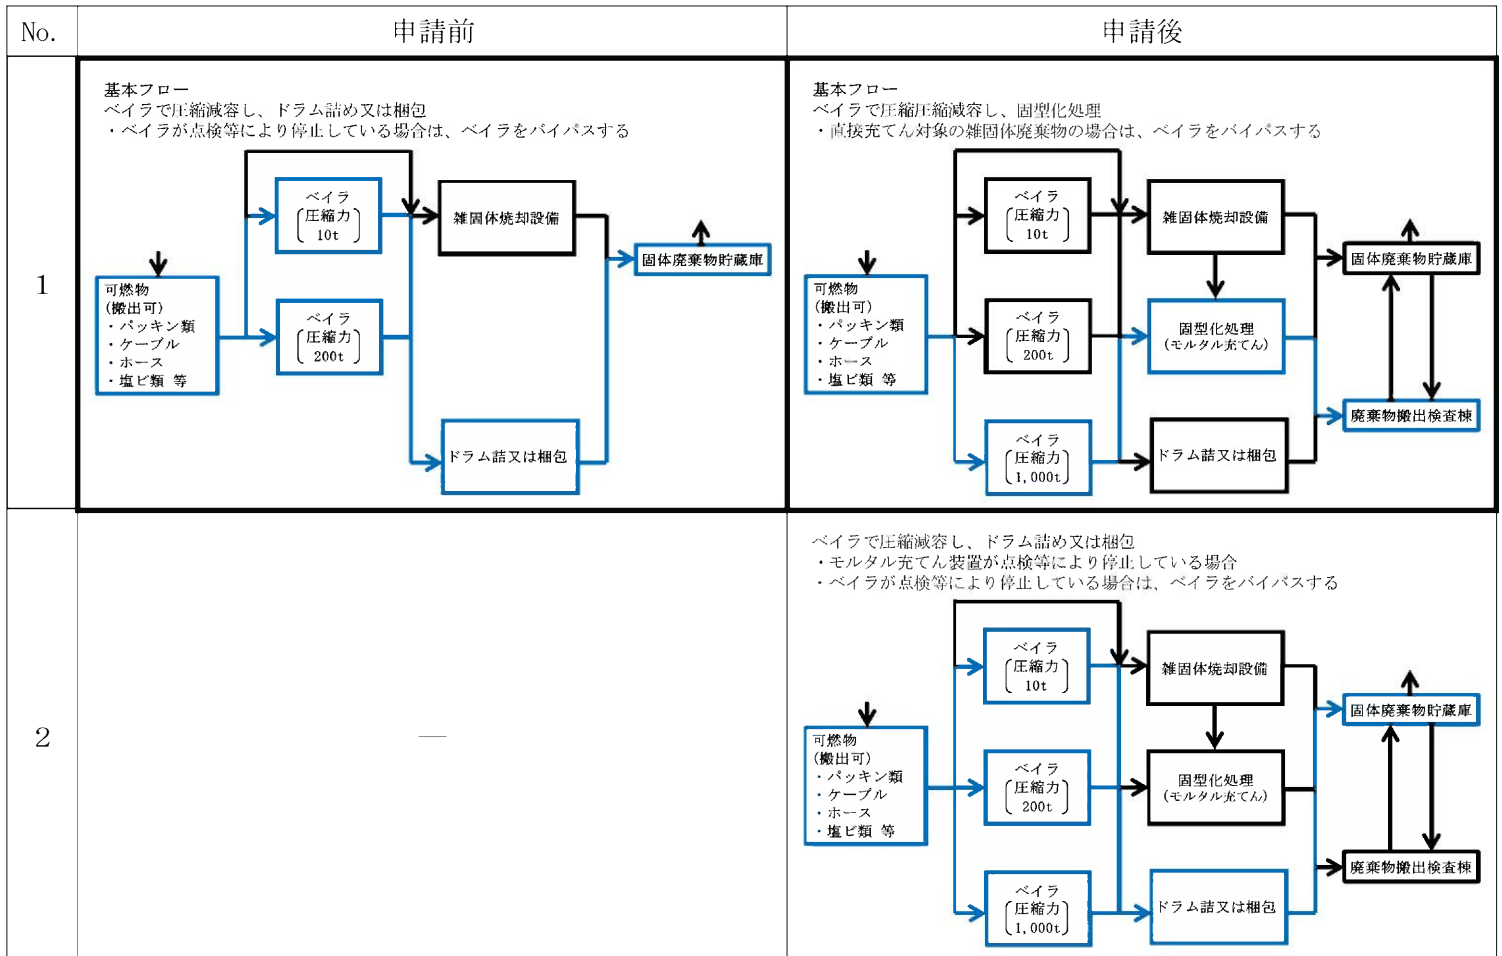 No.
申請前
申請後
1
基本フロー
ベイラで圧縮減容し、ドラム詰め又は梱包
・ベイラが点検等により停止している場合は、ベイラをバイパスする
可燃物
(搬出可)
・パッキン類
・ケーブル
・ホース
・塩ビ類 等
ベイラ
圧縮力
10t
ベイラ
圧縮力
200t
雑固体焼却設備
ドラム詰又は梱包
固体廃棄物貯蔵庫
基本フロー
ベイラで圧縮圧縮減容し、固型化処理
・直接充てん対象の雑固体廃棄物の場合は、ベイラをバイパスする
可燃物
(搬出可)
・パッキン類
・ケーブル
・ホース
・塩ビ類 等
ベイラ
圧縮力
10t
ベイラ
圧縮力
200t
ベイラ
圧縮力
1,000t
雑固体焼却設備
固型化処理
(モルタル充てん)
ドラム詰又は梱包
固体廃棄物貯蔵庫
廃棄物搬出検査棟
2
—
ベイラで圧縮減容し、ドラム詰め又は梱包
・モルタル充てん装置が点検等により停止している場合
・ベイラが点検等により停止している場合は、ベイラをバイパスする
可燃物
(搬出可)
・パッキン類
・ケーブル
・ホース
・塩ビ類 等
ベイラ
圧縮力
10t
ベイラ
圧縮力
200t
ベイラ
圧縮力
1,000t
雑固体焼却設備
固型化処理
(モルタル充てん)
ドラム詰又は梱包
固体廃棄物貯蔵庫
廃棄物搬出検査棟